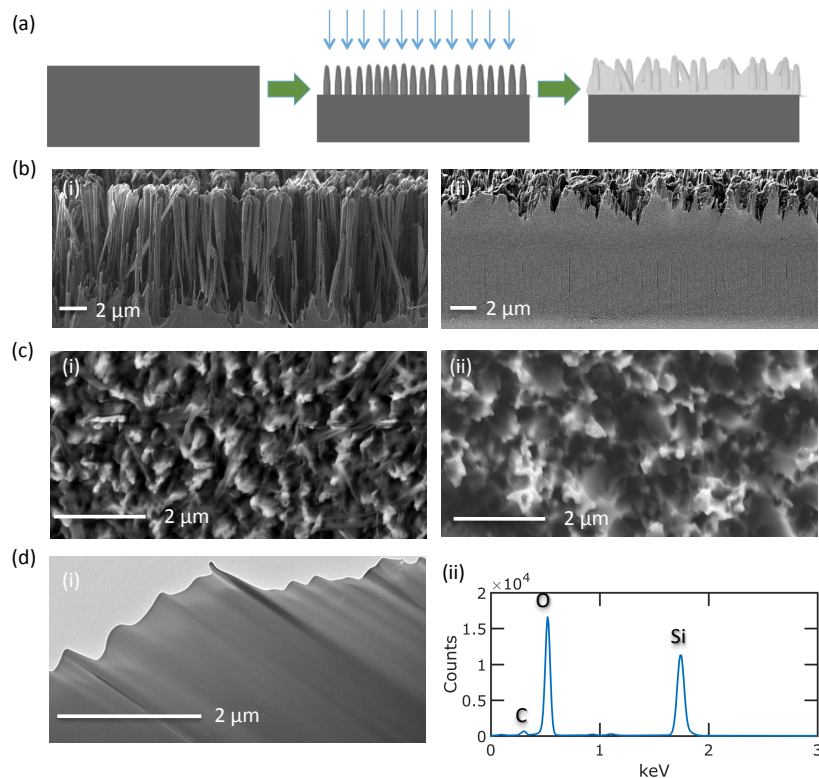 (a)
(b)
(i)
2 μm
(ii)
2 μm
(c)
(i)
2 μm
(ii)
2 μm
(d)
(i)
2 μm
(ii)
×10⁴
2
1.5
1
0.5
0
Counts
O
Si
C
0 1 2 3
keV